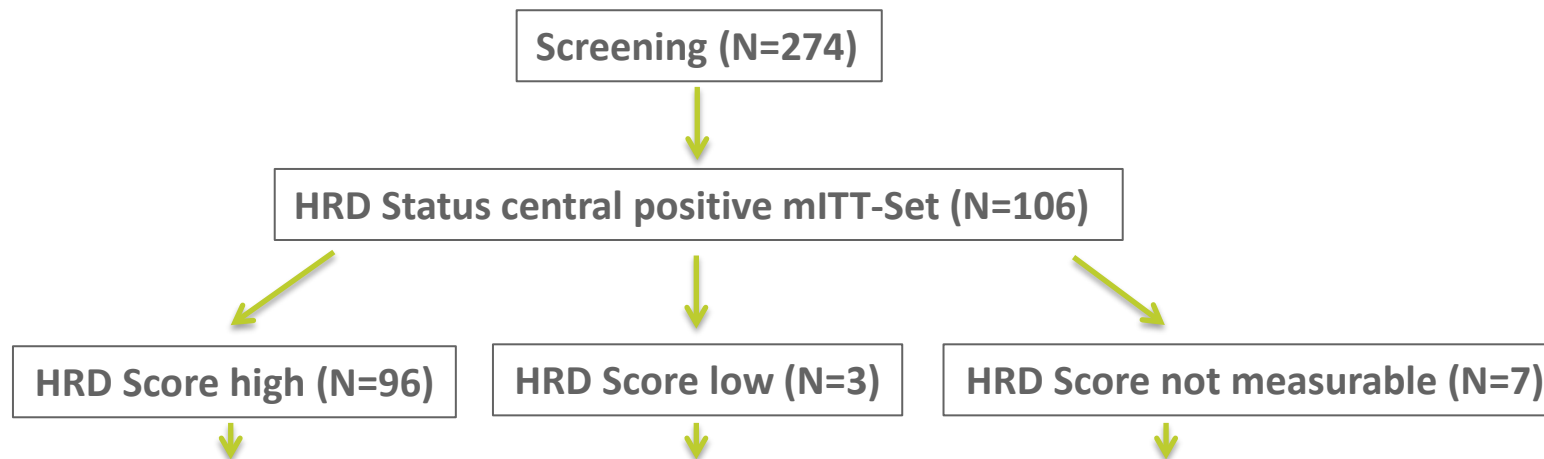 Screening (N=274)
HRD Status central positive mITT-Set (N=106)
HRD Score high (N=96)
HRD Score low (N=3)
HRD Score not measurable (N=7)